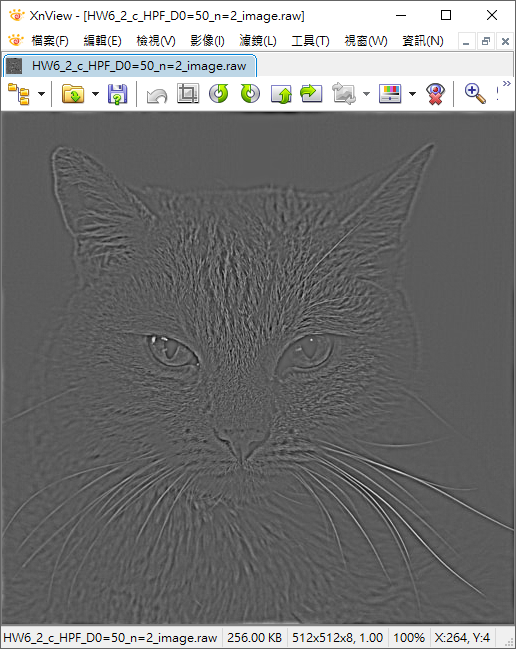 XnView - [HW6_2_c_HPF_D0=50_n=2_image.raw]
檔案(F) 編輯(E) 檢視(V) 影像(I) 濾鏡(L) 工具(T) 視窗(W) 資訊(N)
HW6_2_c_HPF_D0=50_n=2_image.raw
HW6_2_c_HPF_D0=50_n=2_image.raw 256.00 KB 512x512x8, 1.00 100% X:264, Y:4